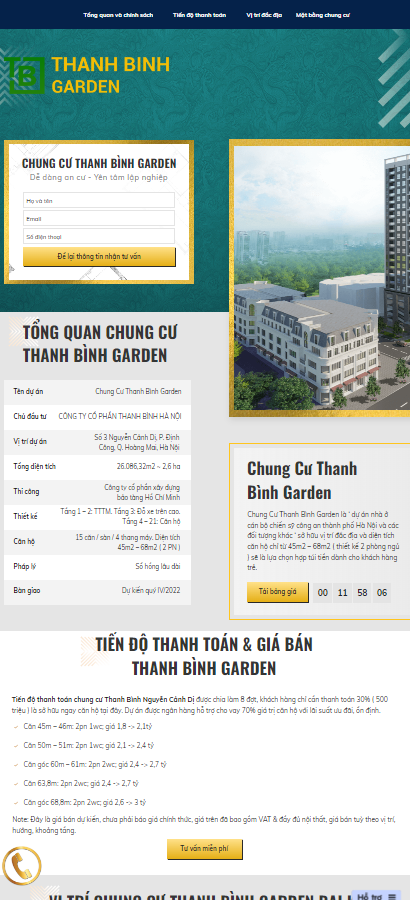 Tổng quan và chính sách Tiến độ thanh toán Vị trí đắc địa Mặt bằng chung cư
THANH BINH
GARDEN
CHUNG CƯ THANH BÌNH GARDEN
Dễ dàng an cư - Yên tâm lập nghiệp
Họ và tên
Email
Số điện thoại
Để lại thông tin nhận tư vấn
TỔNG QUAN CHUNG CƯ
THANH BÌNH GARDEN
Tên dự án Chung Cư Thanh Bình Garden
Chủ đầu tư CÔNG TY CỔ PHẦN THANH BÌNH HÀ NỘI
Vị trí dự án Số 3 Nguyễn Cảnh Dị, P. Định
Công, Q. Hoàng Mai, Hà Nội
Tổng diện tích 26.086,32m2 ~ 2,6 ha
Thi công Công ty cổ phần xây dựng
bảo tàng Hồ Chí Minh
Thiết kế Tầng 1 – 2: TTTM, Tầng 3: Đỗ xe trên cao,
Tầng 4 – 21: Căn hộ
Căn hộ 15 căn / sàn / 4 thang máy. Diện tích
45m2 – 68m2 ( 2 PN )
Pháp lý Sổ hồng lâu dài
Bàn giao Dự kiến quý IV/2022
Chung Cư Thanh
Bình Garden
Chung Cư Thanh Bình Garden là ' dự án nhà ở
cán bộ chiến sỹ công an thành phố Hà Nội và các
đối tượng khác ' sở hữu vị trí đắc địa và diện tích
căn hộ chỉ từ 45m2 – 68m2 ( thiết kế 2 phòng ngủ
) sẽ là lựa chọn hợp túi tiền dành cho khách hàng
trẻ.
Tải bảng giá 00 11 58 06
TIẾN ĐỘ THANH TOÁN & GIÁ BÁN
THANH BÌNH GARDEN
Tiến độ thanh toán chung cư Thanh Bình Nguyễn Cảnh Dị được chia làm 8 đợt, khách hàng chỉ cần thanh toán 30% ( 500
triệu ) là sở hữu ngay căn hộ tại đây. Dự án được ngân hàng hỗ trợ cho vay 70% giá trị căn hộ với lãi suất ưu đãi, ổn định.
Căn 45m – 46m: 2pn 1wc; giá 1,8 -> 2,1tỷ
Căn 50m – 51m: 2pn 1wc; giá 2,1 -> 2,4 tỷ
Căn góc 60m – 61m: 2pn 2wc; giá 2,4 -> 2,7 tỷ
Căn 63,8m: 2pn 2wc; giá 2,4 -> 2,7 tỷ
Căn góc 68,8m: 2pn 2wc; giá 2,6 -> 3 tỷ
Note: Đây là giá bán dự kiến, chưa phải báo giá chính thức, giá trên đã bao gồm VAT & đầy đủ nội thất, giá bán tuỳ theo vị trí,
hướng, khoảng tầng.
Tư vấn miễn phí
VỊ TRÍ CHUNG CƯ THANH BÌNH GARDEN ĐẠI
Hỗ trợ